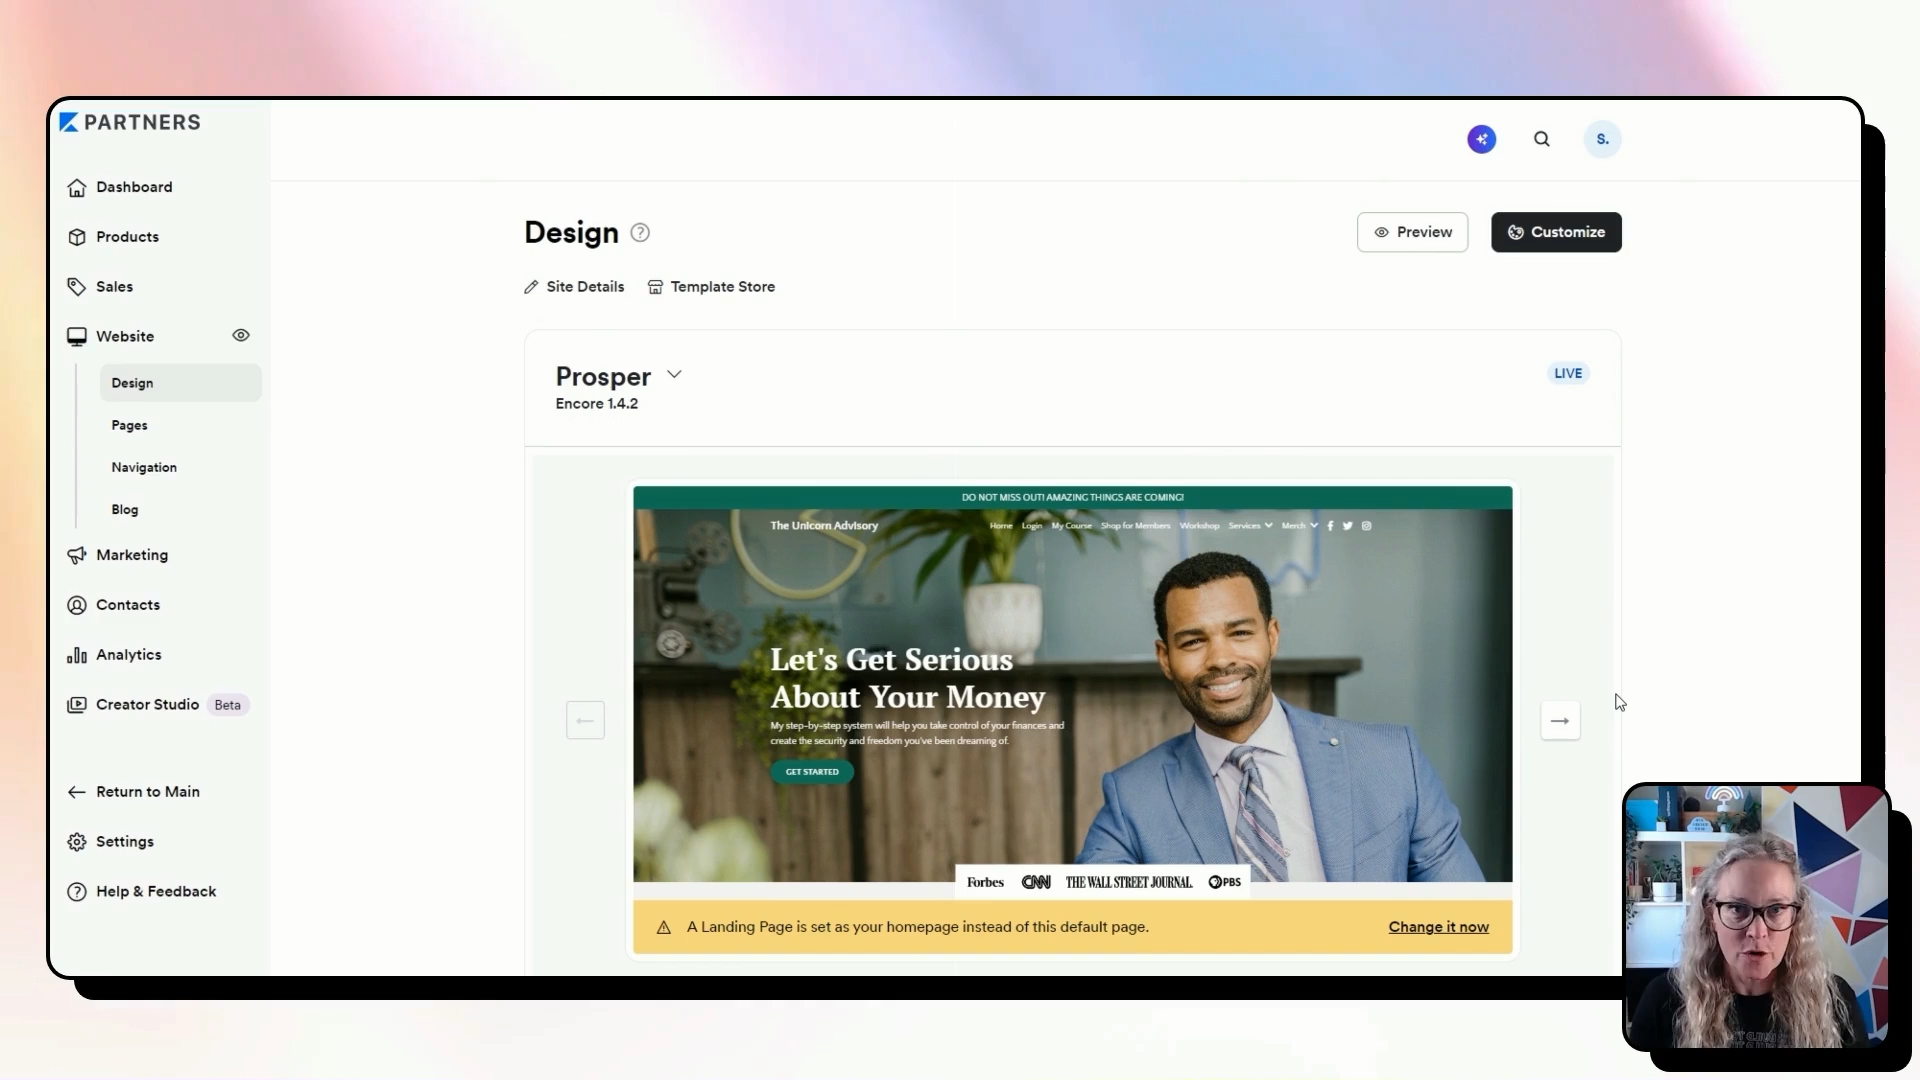 PARTNERS
Dashboard
Products
Sales
Website
Design
Pages
Navigation
Blog
Marketing
Contacts
Analytics
Creator Studio Beta
Return to Main
Settings
Help & Feedback
S.
Design
Preview
Customize
Site Details
Template Store
Prosper
LIVE
Encore 1.4.2
DO NOT MISS OUT! AMAZING THINGS ARE COMING!
The Unicorn Advisory
Home Login My Course Shop for Members Workshop Services Merch
Let's Get Serious
About Your Money
My step-by-step system will help you take control of your finances and
create the security and freedom you've been dreaming of.
GET STARTED
Forbes CNN THE WALL STREET JOURNAL. PBS
A Landing Page is set as your homepage instead of this default page.
Change it now